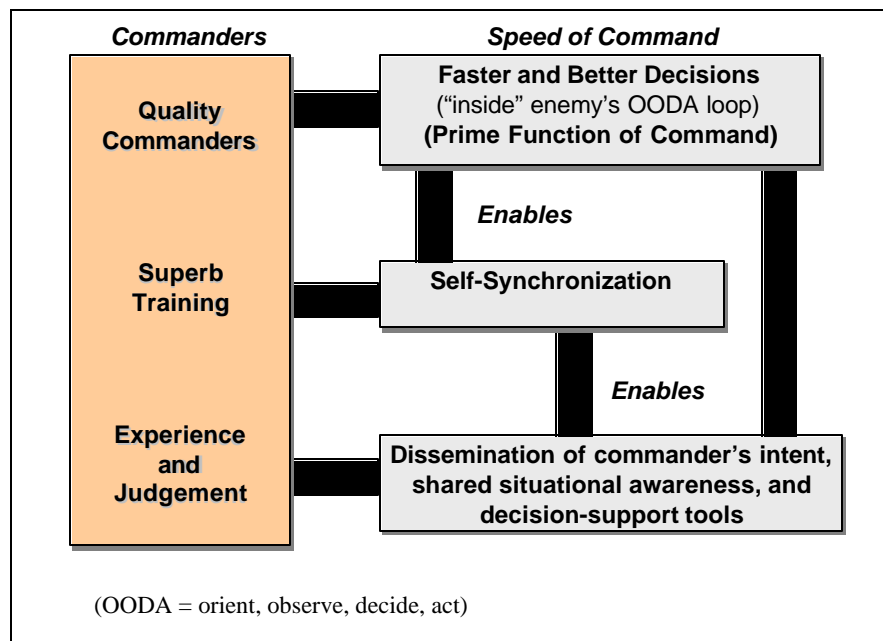 Commanders
Speed of Command
Quality
Commanders
Superb
Training
Experience
and
Judgement
Faster and Better Decisions
(“inside” enemy’s OODA loop)
(Prime Function of Command)
Enables
Self-Synchronization
Enables
Dissemination of commander’s intent,
shared situational awareness, and
decision-support tools
(OODA = orient, observe, decide, act)